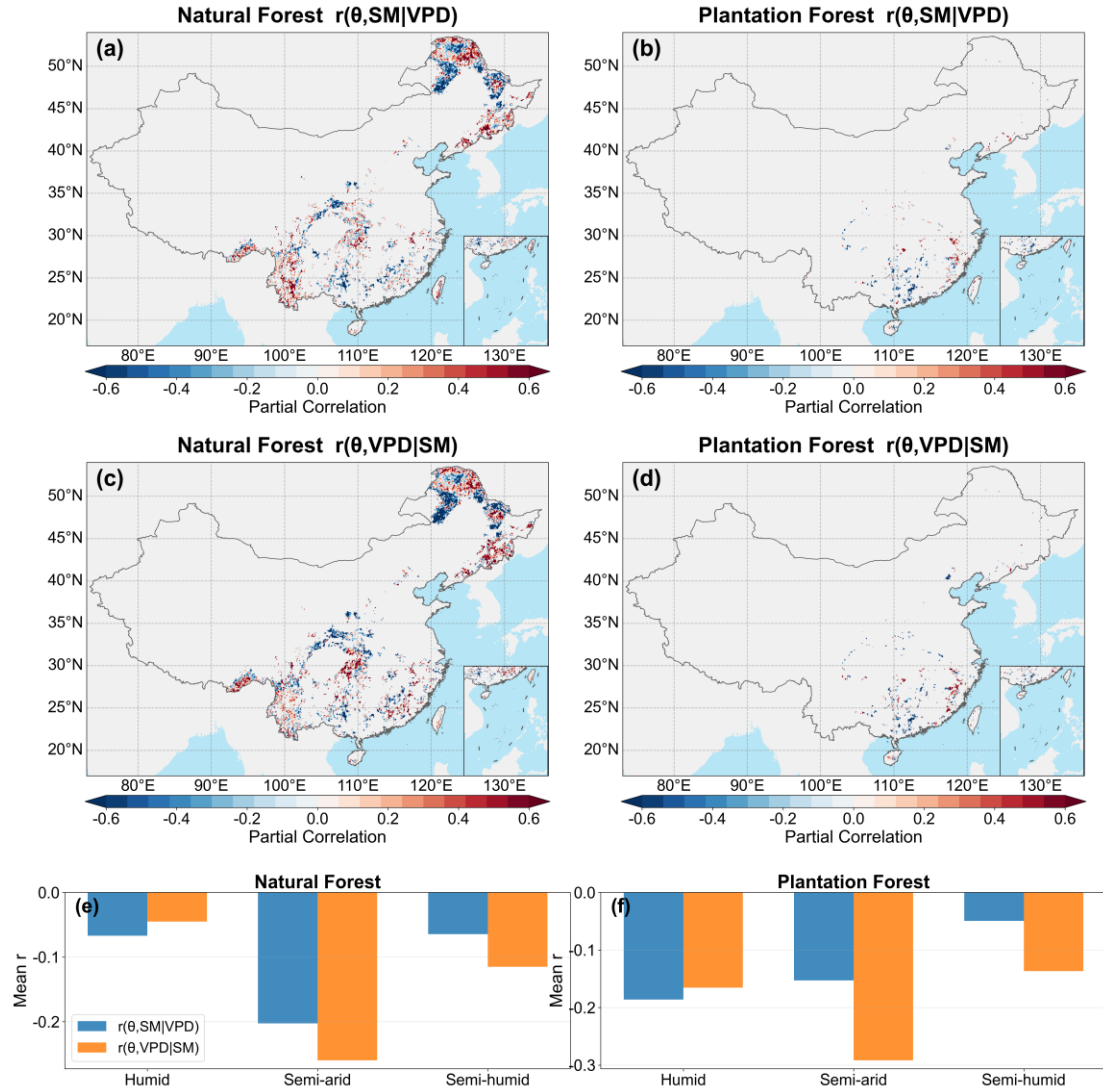 Natural Forest r(θ,SM|VPD)
(a)
50°N
45°N
40°N
35°N
30°N
25°N
20°N
80°E 90°E 100°E 110°E 120°E 130°E
-0.6 -0.4 -0.2 0.0 0.2 0.4 0.6
Partial Correlation
Plantation Forest r(θ,SM|VPD)
(b)
50°N
45°N
40°N
35°N
30°N
25°N
20°N
80°E 90°E 100°E 110°E 120°E 130°E
-0.6 -0.4 -0.2 0.0 0.2 0.4 0.6
Partial Correlation
Natural Forest r(θ,VPD|SM)
(c)
50°N
45°N
40°N
35°N
30°N
25°N
20°N
80°E 90°E 100°E 110°E 120°E 130°E
-0.6 -0.4 -0.2 0.0 0.2 0.4 0.6
Partial Correlation
Plantation Forest r(θ,VPD|SM)
(d)
50°N
45°N
40°N
35°N
30°N
25°N
20°N
80°E 90°E 100°E 110°E 120°E 130°E
-0.6 -0.4 -0.2 0.0 0.2 0.4 0.6
Partial Correlation
Natural Forest
(e)
0.0
-0.1
-0.2
Mean r
r(θ,SM|VPD)
r(θ,VPD|SM)
Humid Semi-arid Semi-humid
Plantation Forest
(f)
0.0
-0.1
-0.2
-0.3
Mean r
Humid Semi-arid Semi-humid